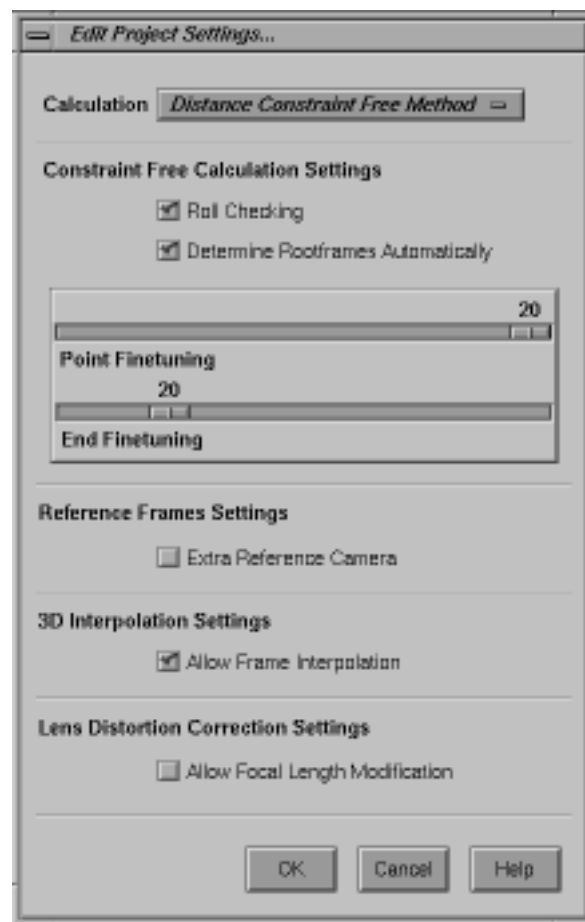 Edit Project Settings...
Calculation Distance Constraint Free Method
Constraint Free Calculation Settings
Roll Checking
Determine Rootframes Automatically
20
Point Finetuning
20
End Finetuning
Reference Frames Settings
Extra Reference Camera
3D Interpolation Settings
Allow Frame Interpolation
Lens Distortion Correction Settings
Allow Focal Length Modification
OK Cancel Help